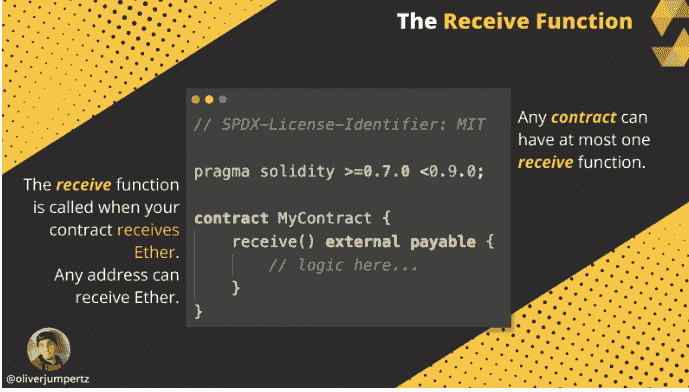 The Receive Function
// SPDX-License-Identifier: MIT
pragma solidity >=0.7.0 <0.9.0;
contract MyContract {
receive() external payable {
// logic here...
}
}
The receive function
is called when your
contract receives
Ether.
Any address can
receive Ether.
Any contract can
have at most one
receive function.
@oliverjumpertz